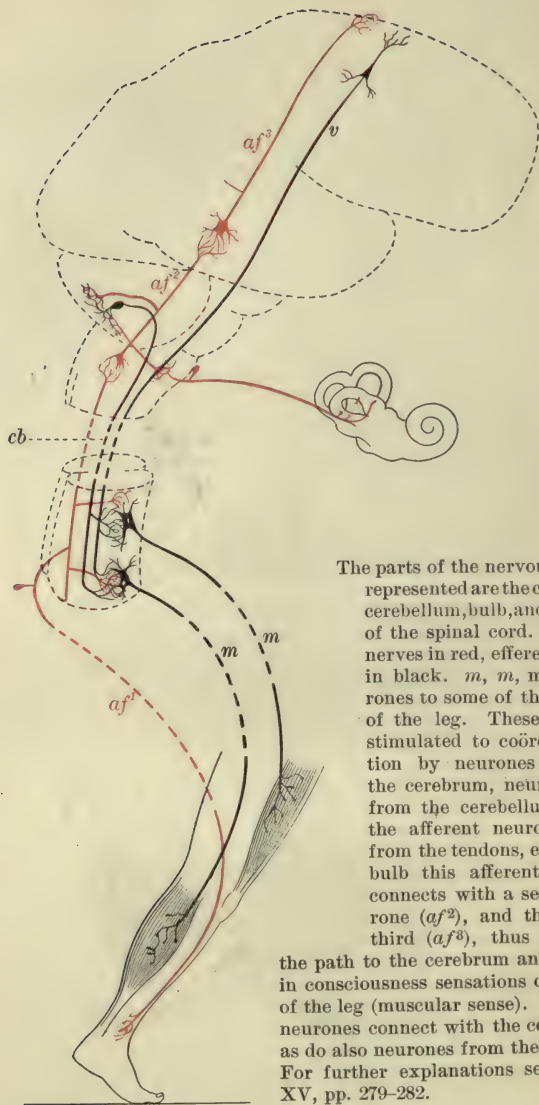 af³
v
af²
cb
m
m
af¹
The parts of the nervou
represented are the c
cerebellum, bulb, and
of the spinal cord.
nerves in red, effere
in black. m, m, m
rones to some of th
of the leg. These
stimulated to coör
tion by neurones
the cerebrum, neu
from the cerebellu
the afferent neuro
from the tendons, e
bulb this afferent
connects with a se
rone (af²), and th
third (af³), thus
the path to the cerebrum an
in consciousness sensations o
of the leg (muscular sense).
neurones connect with the ce
as do also neurones from the
For further explanations se
XV, pp. 279–282.